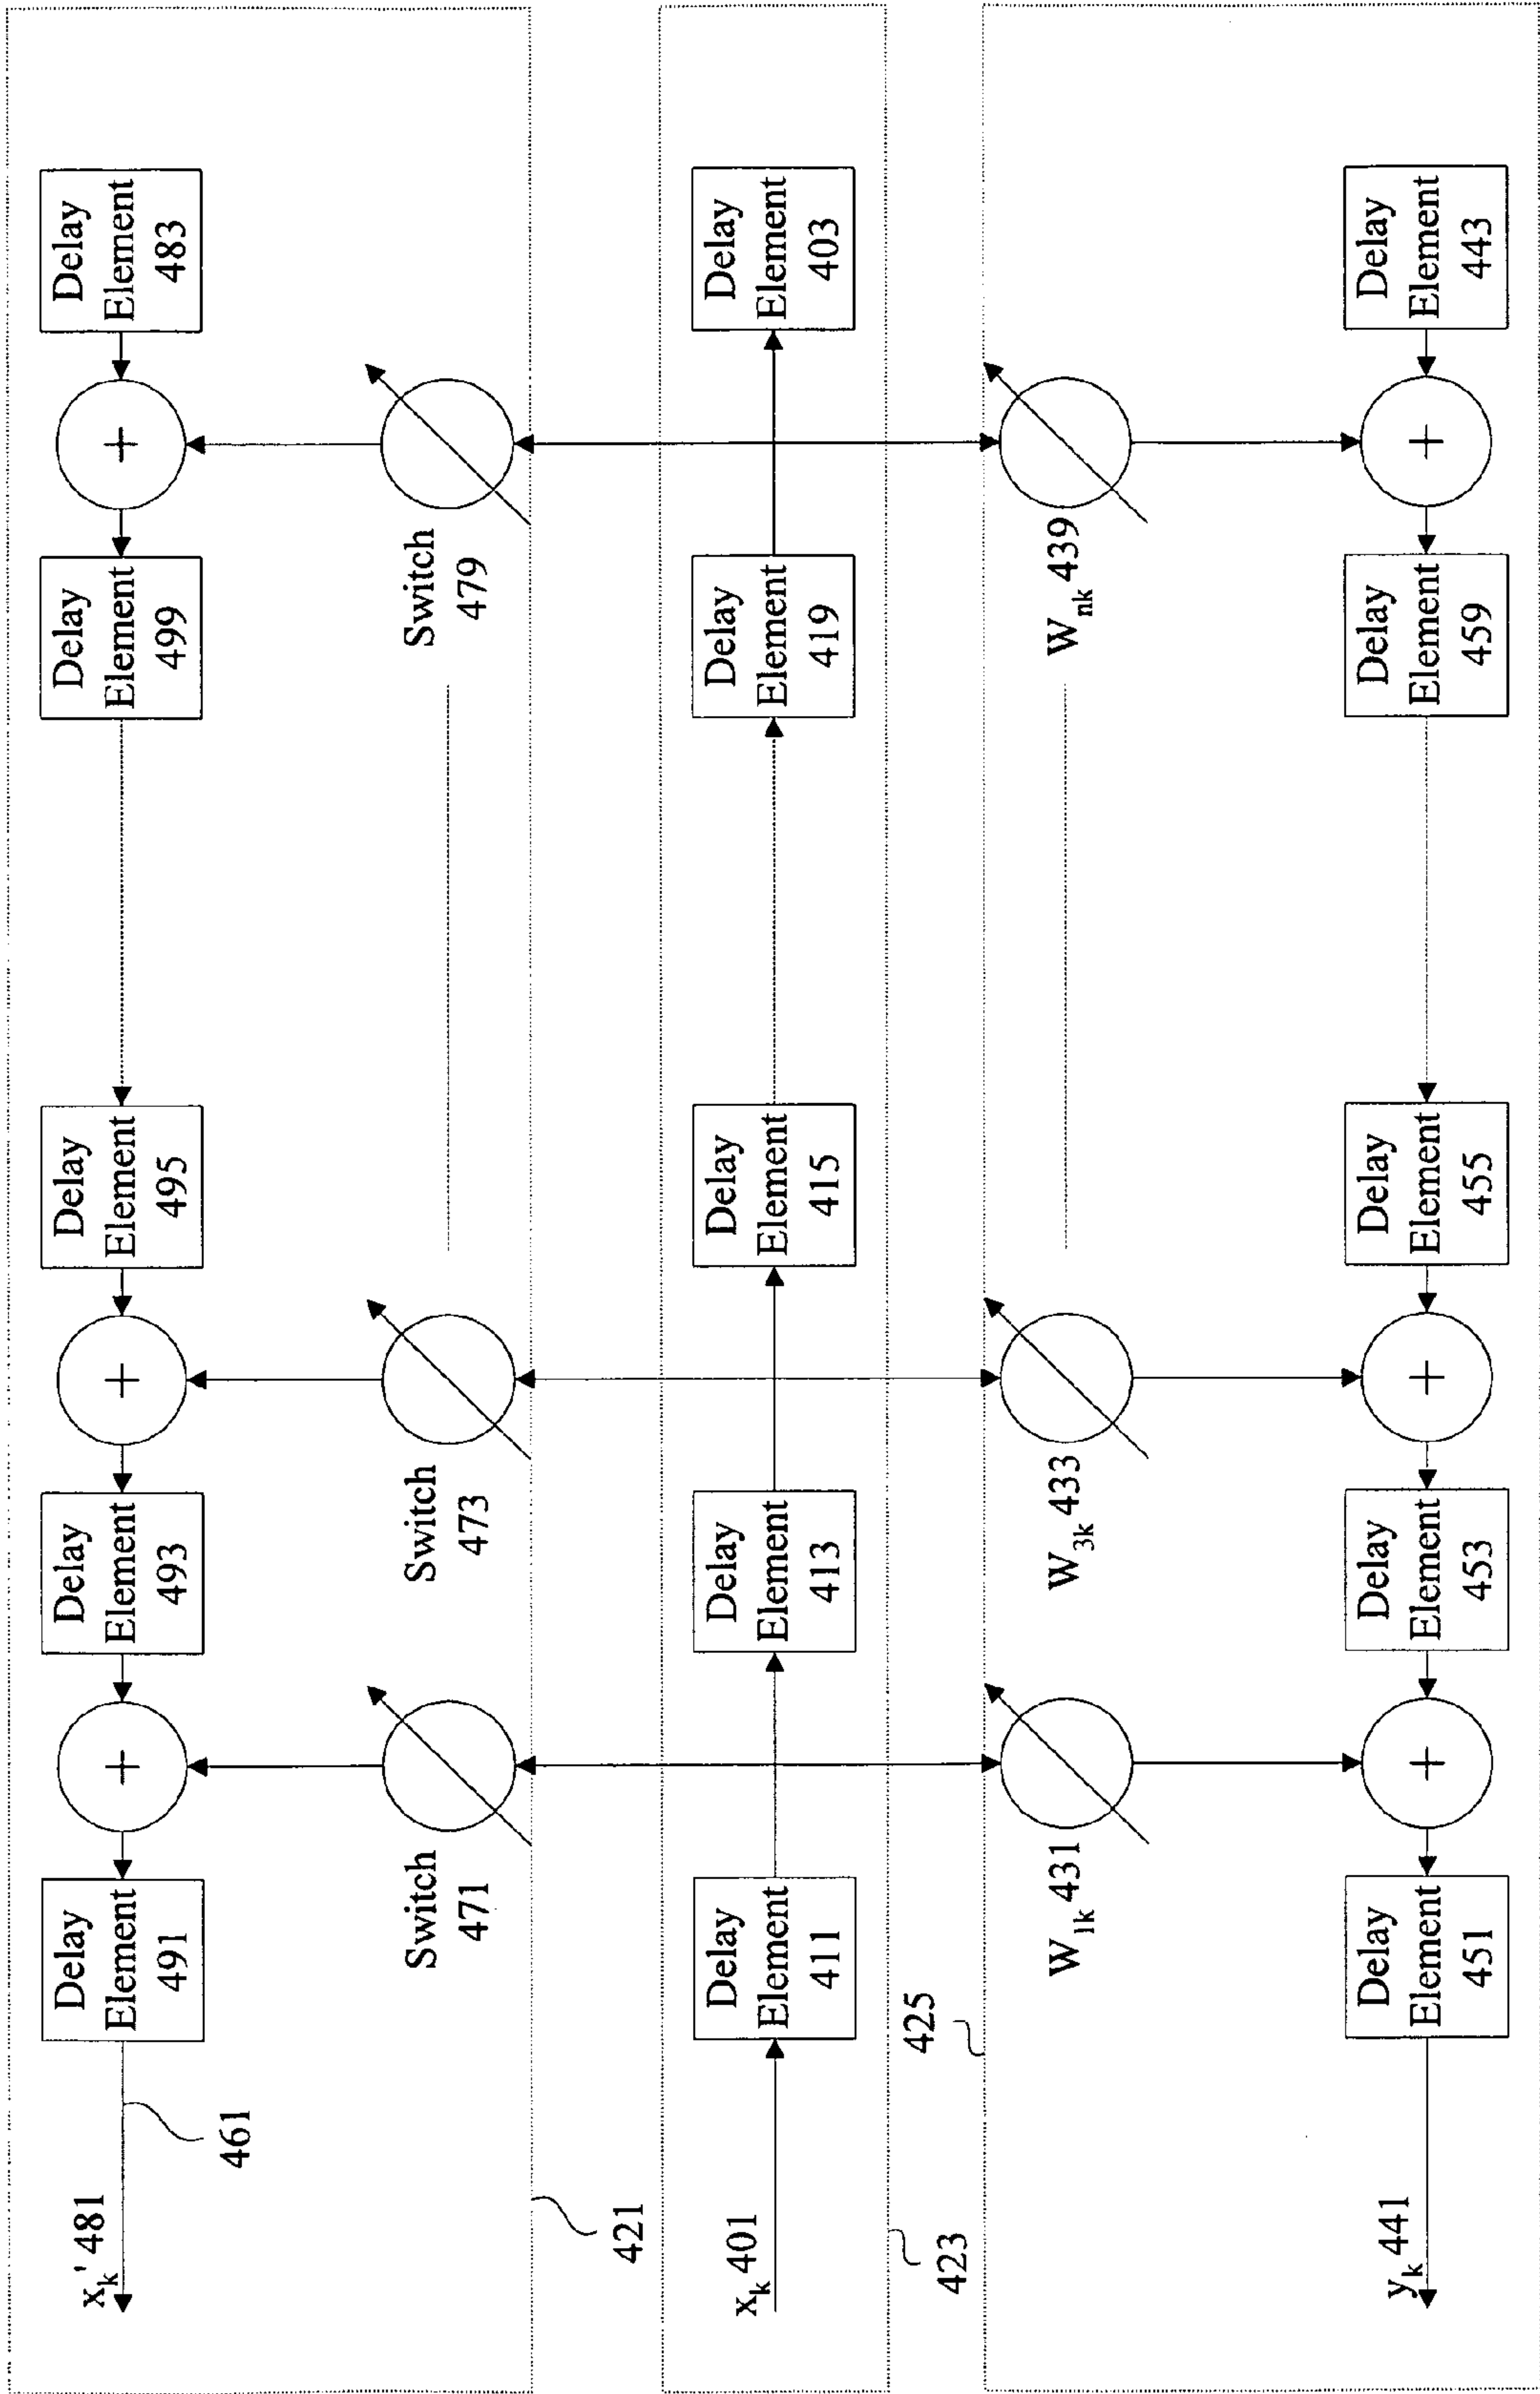 x_k' 481
461
Delay
Element
491
Delay
Element
493
Delay
Element
495
Delay
Element
499
Delay
Element
483
+
+
+
Switch
471
Switch
473
Switch
479
421
x_k 401
Delay
Element
411
Delay
Element
413
Delay
Element
415
Delay
Element
419
Delay
Element
403
423
425
W_1k 431
W_3k 433
W_nk 439
y_k 441
Delay
Element
451
+
Delay
Element
453
+
Delay
Element
455
Delay
Element
459
+
Delay
Element
443